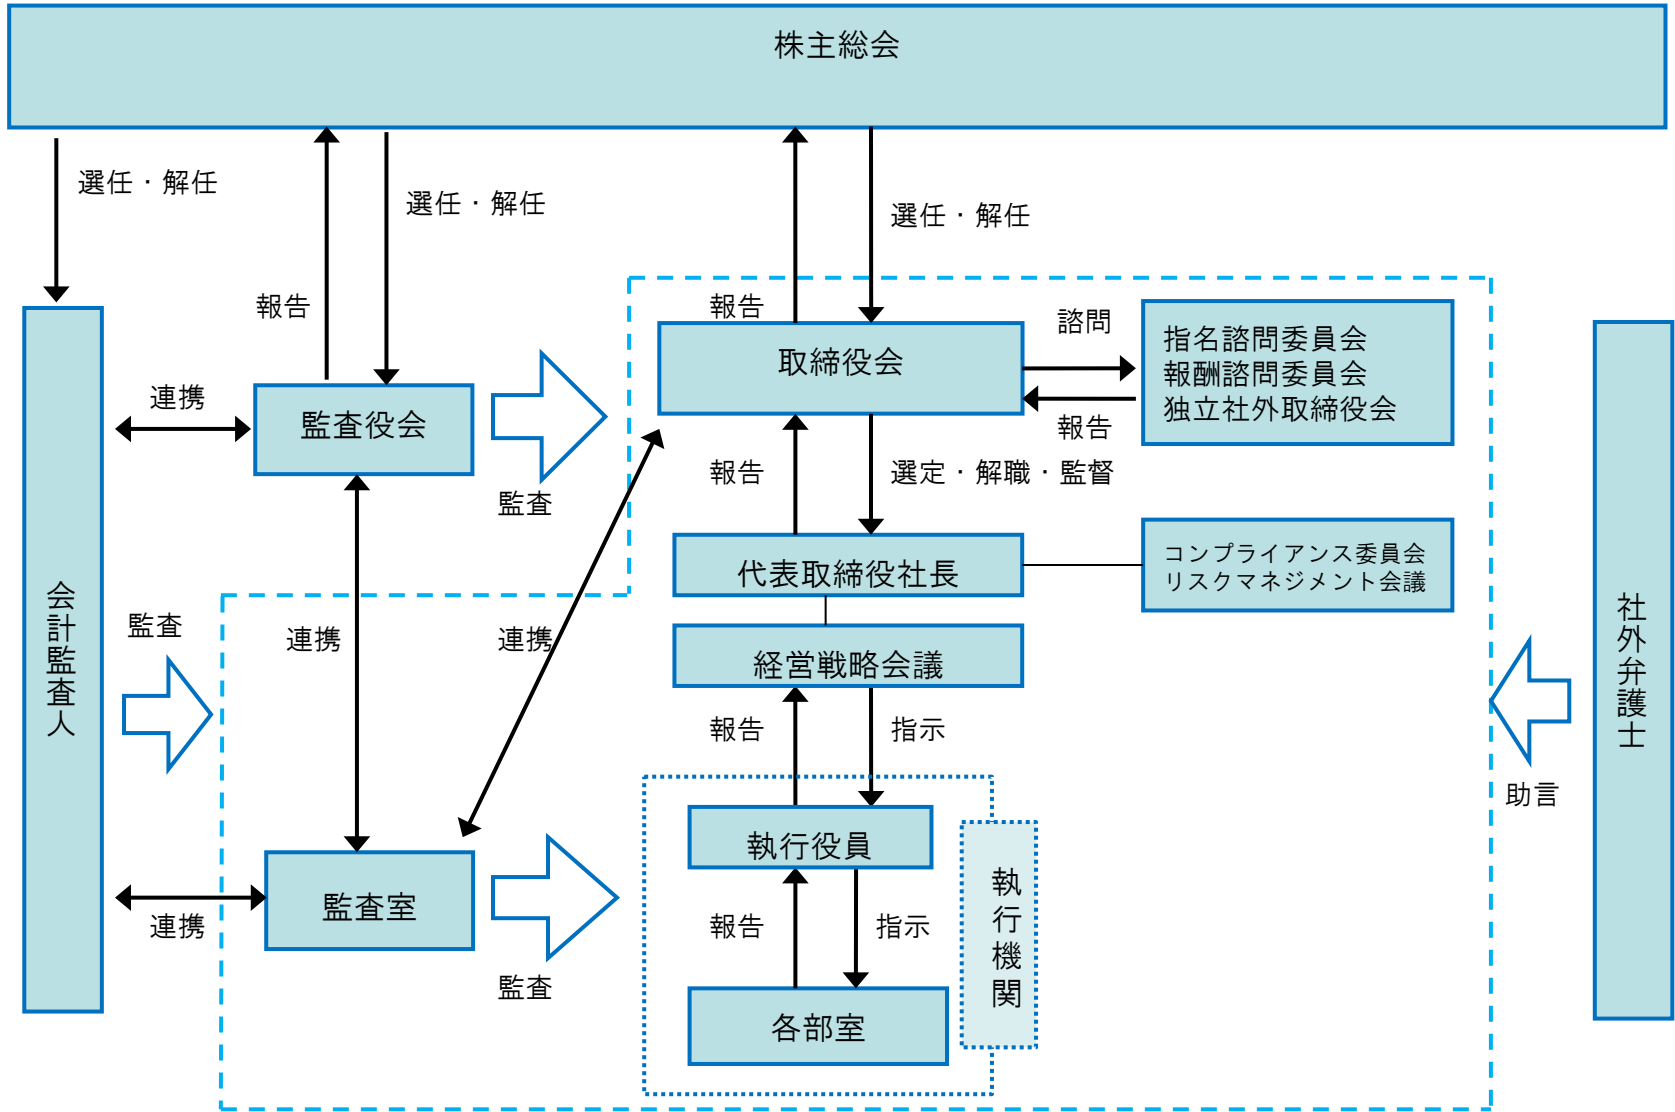 株主総会
選任・解任
選任・解任
選任・解任
報告
報告
諮問
指名諮問委員会
報酬諮問委員会
独立社外取締役会
取締役会
連携
監査役会
報告
監査
報告
選定・解職・監督
代表取締役社長
コンプライアンス委員会
リスクマネジメント会議
会計監査人
監査
連携
連携
経営戦略会議
社外弁護士
報告
指示
助言
執行役員
執行機関
監査室
連携
報告
指示
監査
各部室